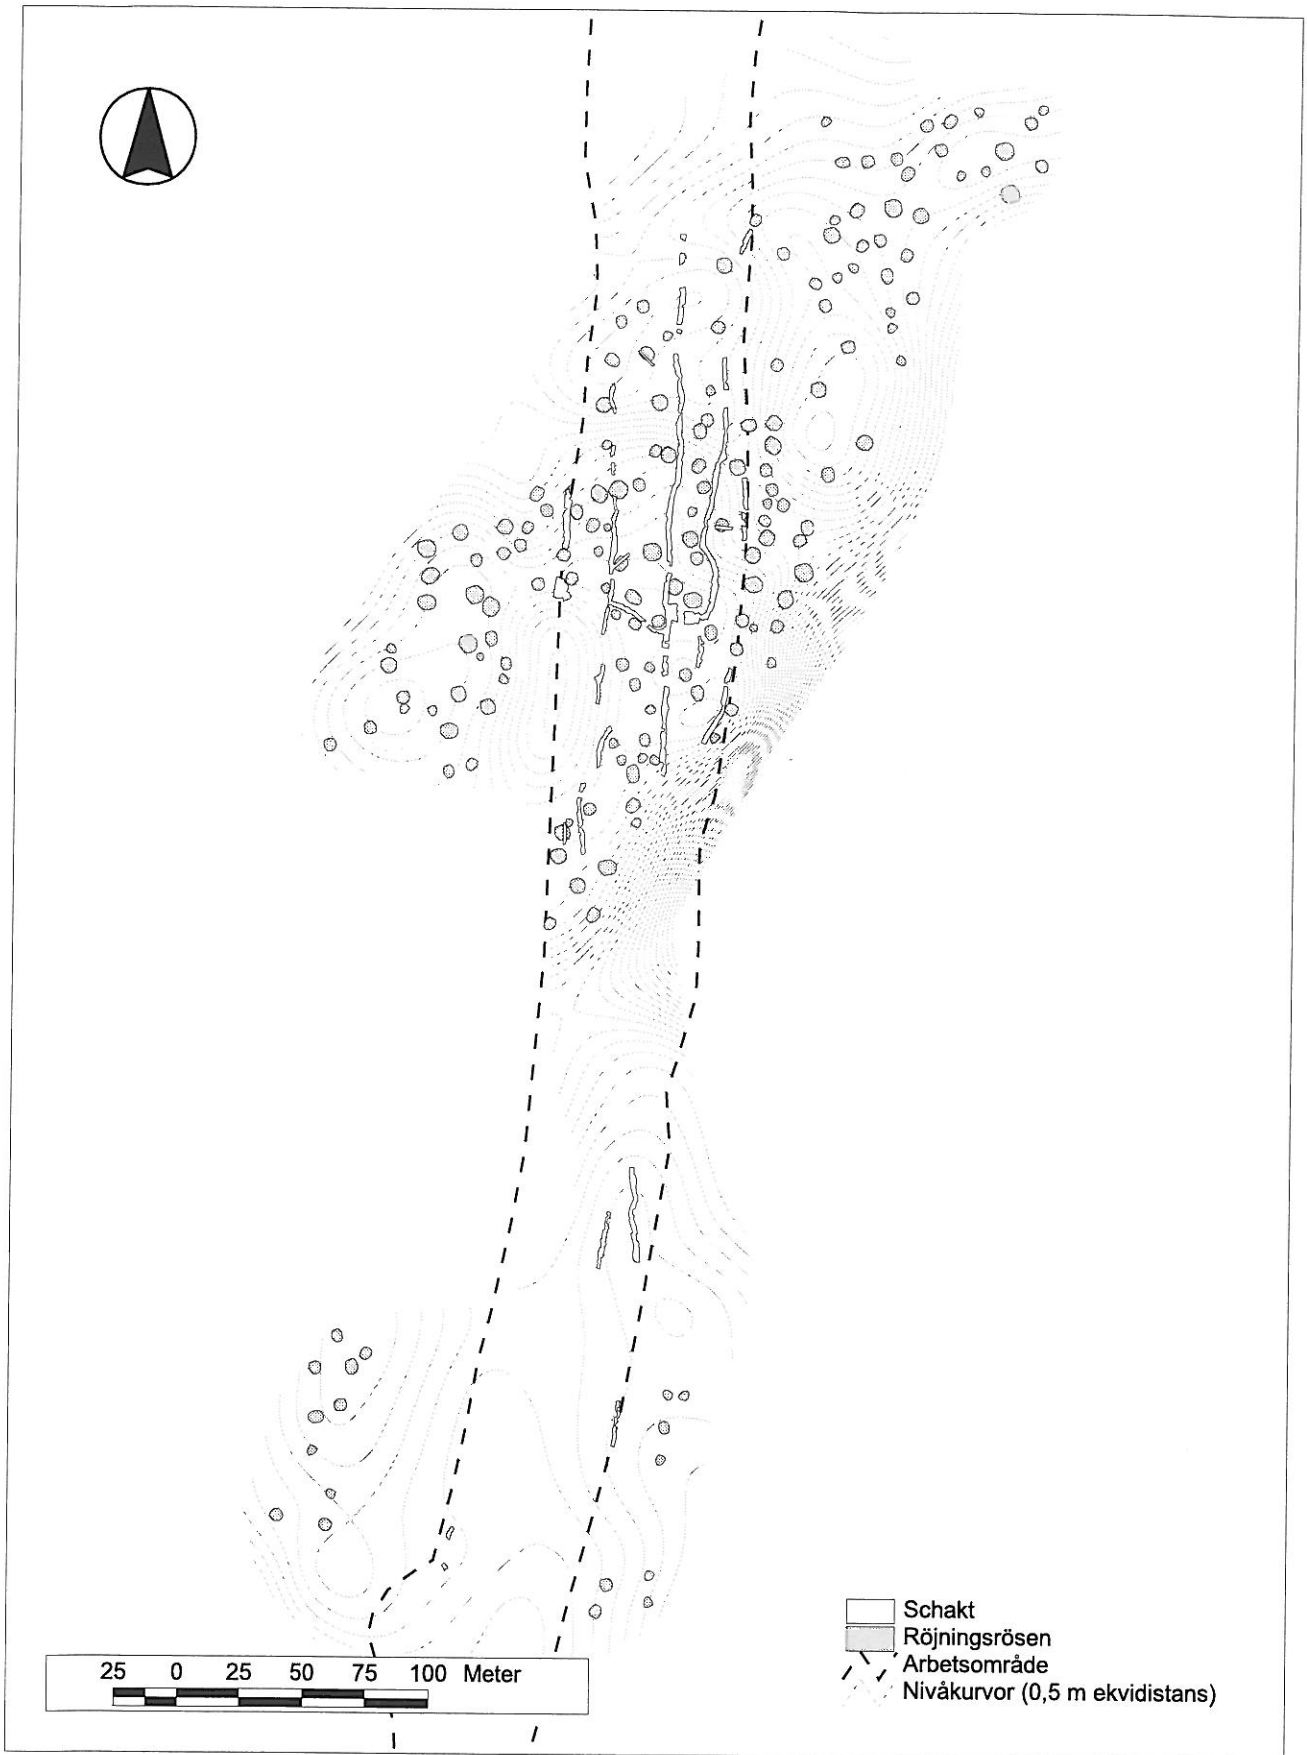 Schakt
Röjningsrösen
Arbetsområde
Nivåkurvor (0,5 m ekvidistans)
25 0 25 50 75 100 Meter